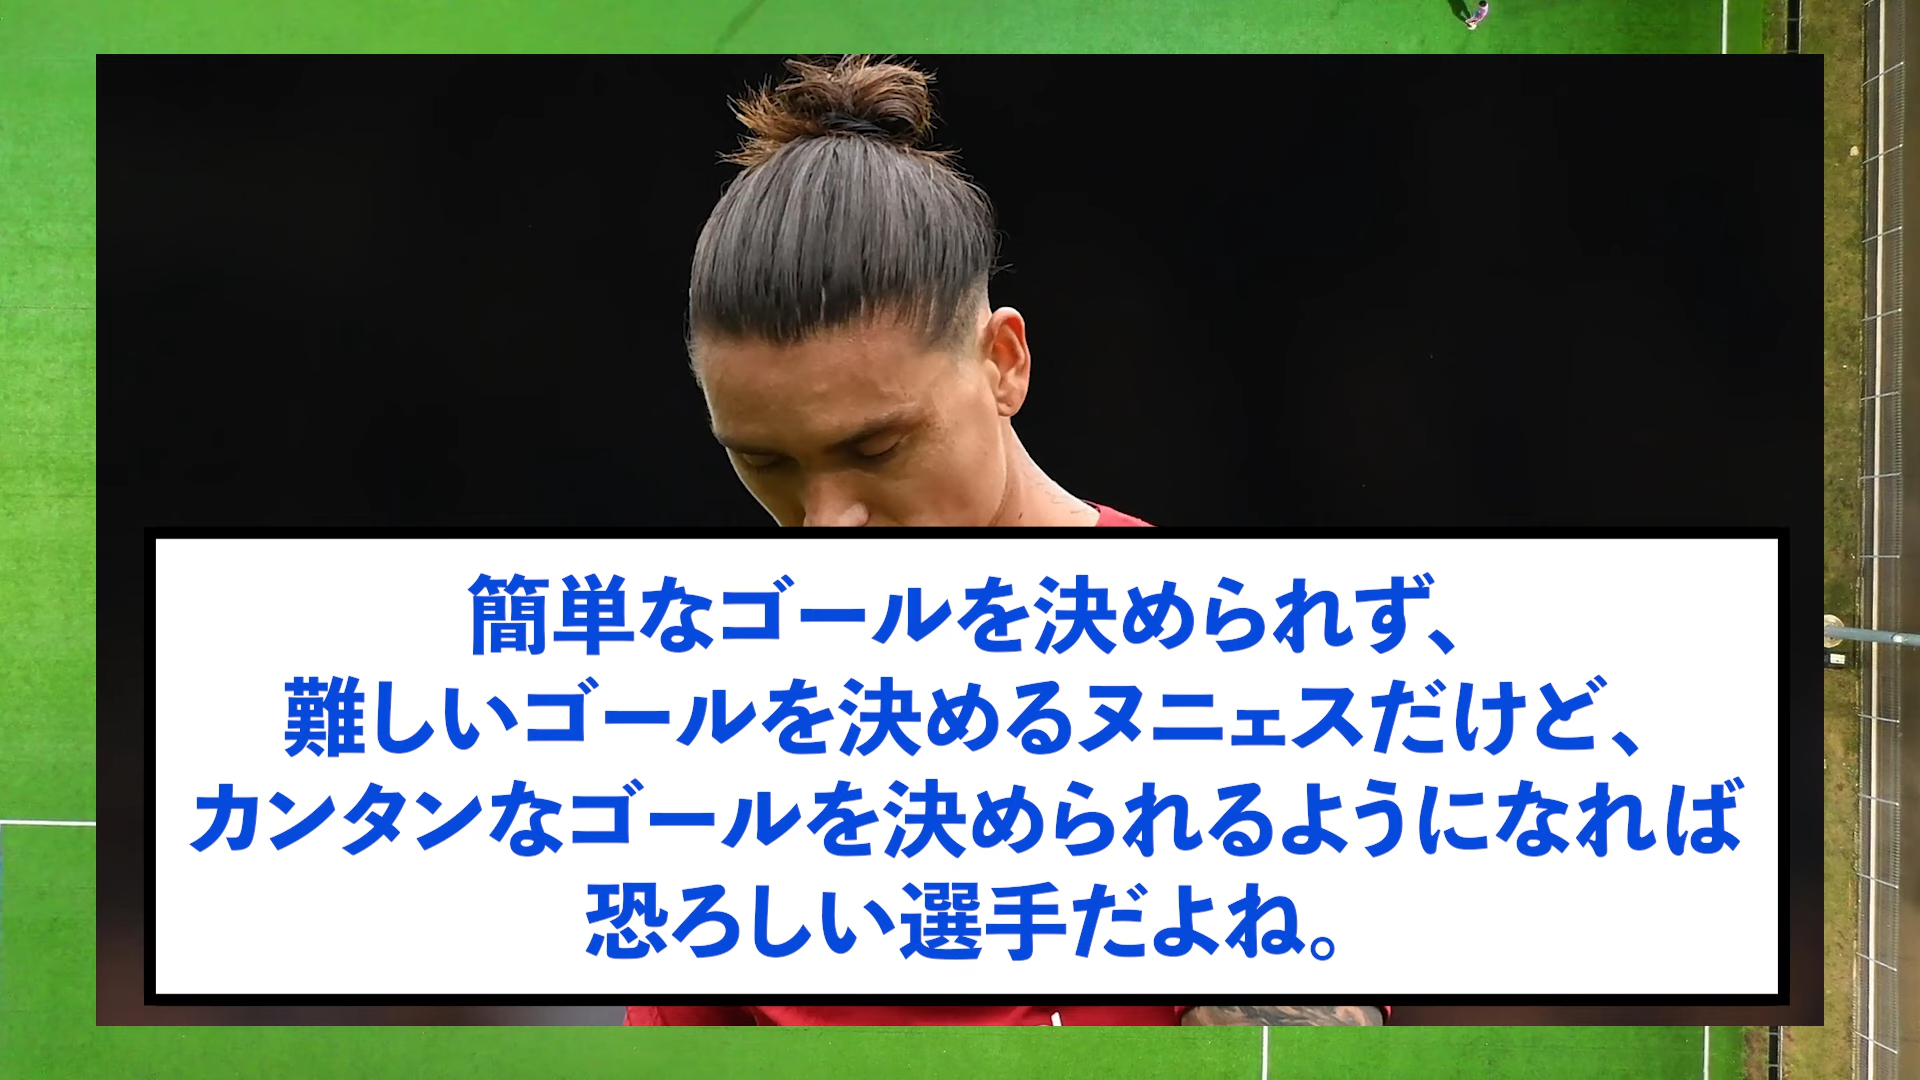 簡単なゴールを決められず、
難しいゴールを決めるヌニェスだけど、
カンタンなゴールを決められるようになれば
恐ろしい選手だよね。